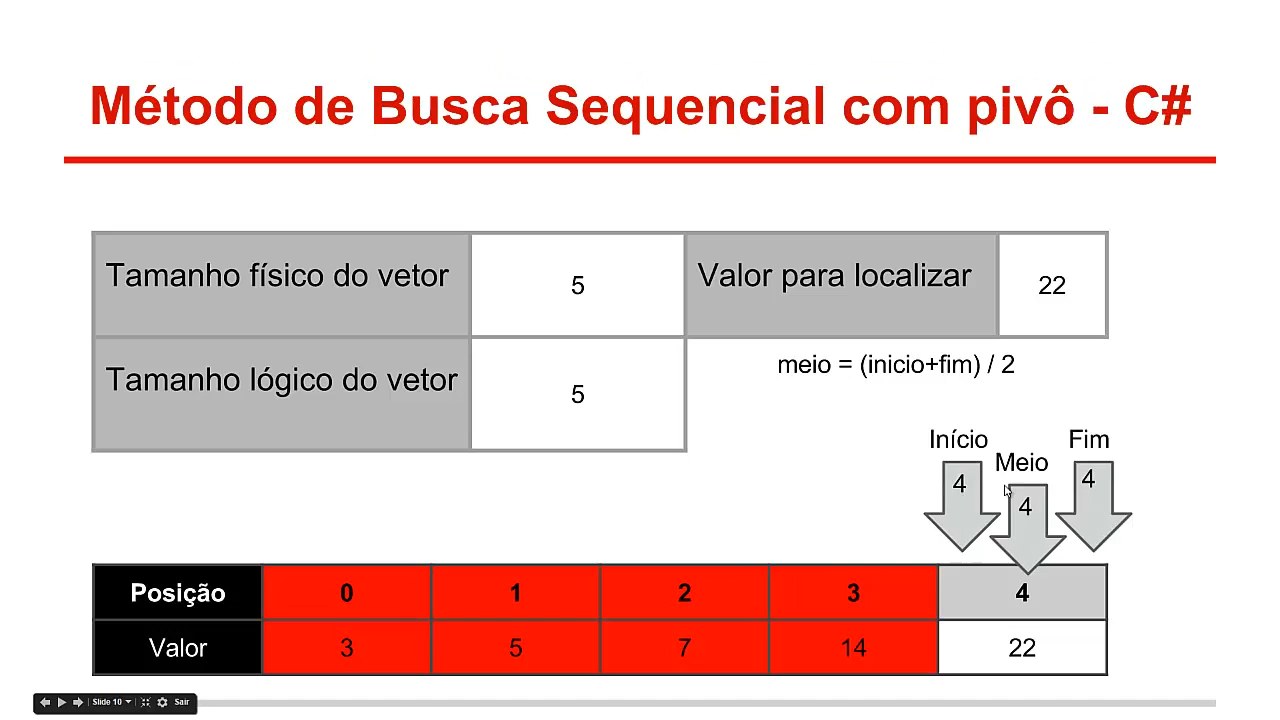 Método de Busca Sequencial com pivô - C#
Tamanho físico do vetor 5 Valor para localizar 22
Tamanho lógico do vetor 5
meio = (inicio+fim) / 2
Início Meio Fim
4 4 4
Posição 0 1 2 3 4
Valor 3 5 7 14 22
Slide 10 Sair